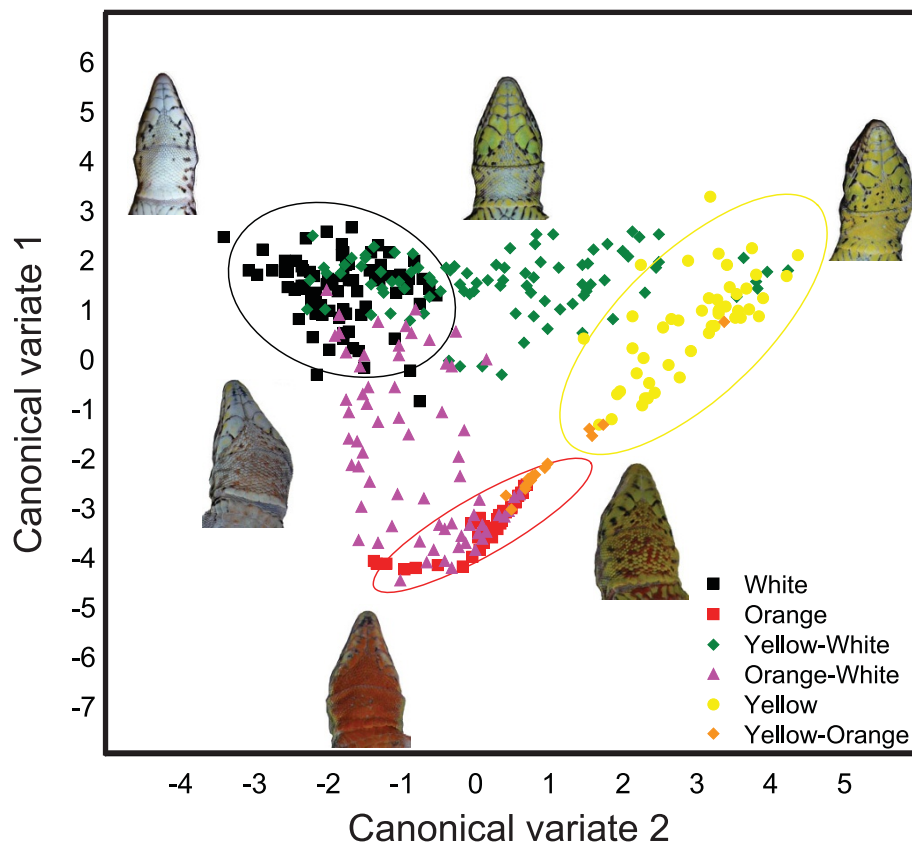 Canonical variate 1
6
5
4
3
2
1
0
-1
-2
-3
-4
-5
-6
-7
White
Orange
Yellow-White
Orange-White
Yellow
Yellow-Orange
-4 -3 -2 -1 0 1 2 3 4 5
Canonical variate 2